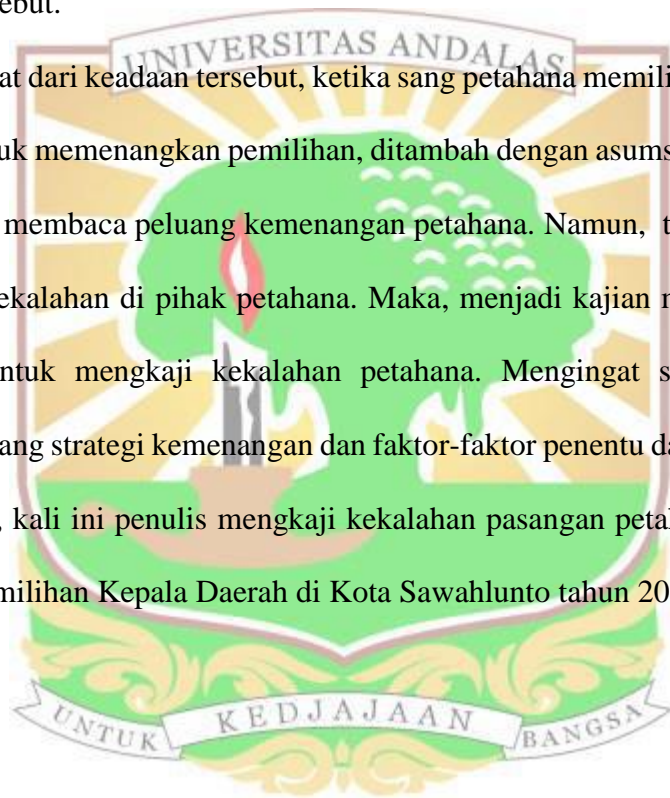 ebut.
UNIVERSITAS ANDALAS
at dari keadaan tersebut, ketika sang petahana memili
uk memenangkan pemilihan, ditambah dengan asums
membaca peluang kemenangan petahana. Namun, t
ekalahan di pihak petahana. Maka, menjadi kajian m
ntuk mengkaji kekalahan petahana. Mengingat s
ang strategi kemenangan dan faktor-faktor penentu da
, kali ini penulis mengkaji kekalahan pasangan petal
milihan Kepala Daerah di Kota Sawahlunto tahun 20
UNTUK KEDJAJAAN BANGSA